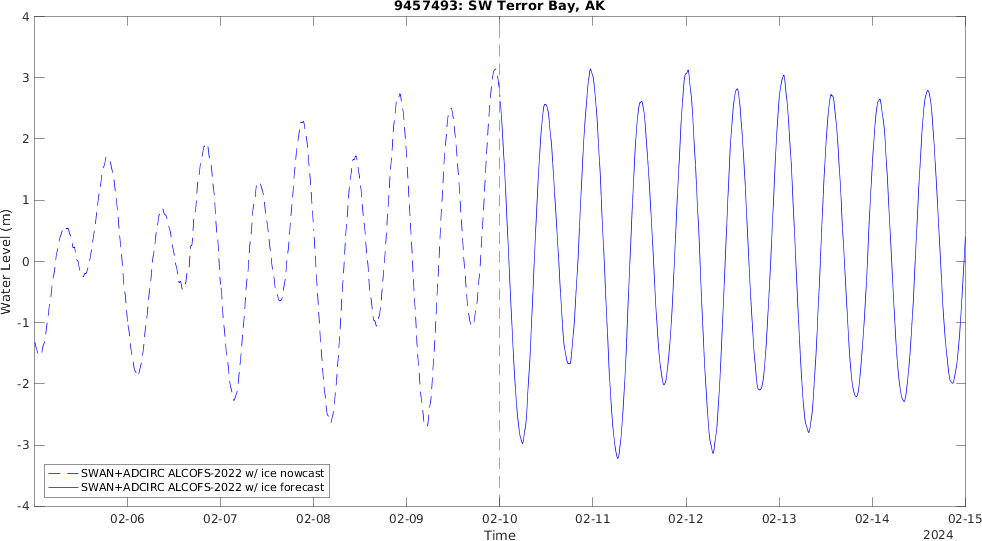 9457493: SW Terror Bay, AK
4
3
2
1
0
-1
-2
-3
-4
Water Level (m)
SWAN+ADCIRC ALCOFS-2022 w/ ice nowcast
SWAN+ADCIRC ALCOFS-2022 w/ ice forecast
02-06 02-07 02-08 02-09 02-10 02-11 02-12 02-13 02-14 02-15
Time
2024